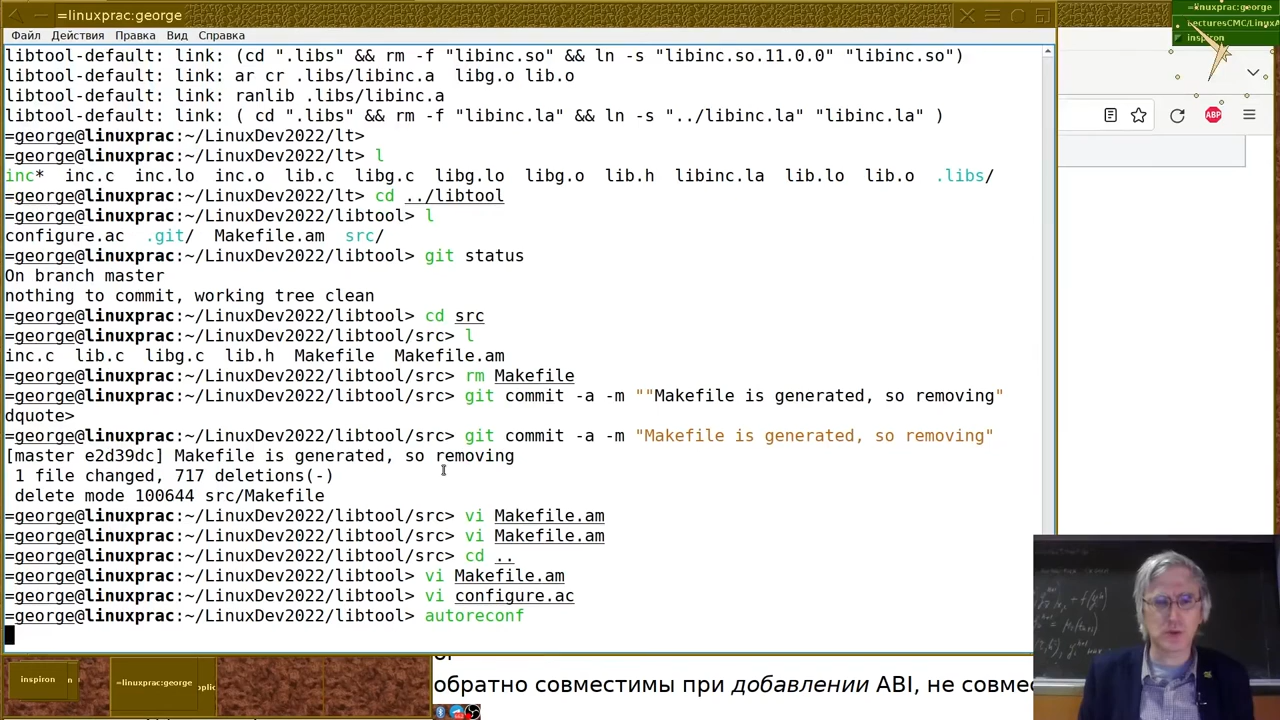 =linuxprac:george
=linuxprac:george
LecturesCMC/LinuxA
inspiron
Файл Действия Правка Вид Справка
libtool-default: link: (cd ".libs" && rm -f "libinc.so" && ln -s "libinc.so.11.0.0" "libinc.so")
libtool-default: link: ar cr .libs/libinc.a  libg.o lib.o
libtool-default: link: ranlib .libs/libinc.a
libtool-default: link: ( cd ".libs" && rm -f "libinc.la" && ln -s "../libinc.la" "libinc.la" )
=george@linuxprac:~/LinuxDev2022/lt>
=george@linuxprac:~/LinuxDev2022/lt> l
inc*  inc.c  inc.lo  inc.o  lib.c  libg.c  libg.lo  libg.o  lib.h  libinc.la  lib.lo  lib.o  .libs/
=george@linuxprac:~/LinuxDev2022/lt> cd ../libtool
=george@linuxprac:~/LinuxDev2022/libtool> l
configure.ac  .git/  Makefile.am  src/
=george@linuxprac:~/LinuxDev2022/libtool> git status
On branch master
nothing to commit, working tree clean
=george@linuxprac:~/LinuxDev2022/libtool> cd src
=george@linuxprac:~/LinuxDev2022/libtool/src> l
inc.c  lib.c  libg.c  lib.h  Makefile  Makefile.am
=george@linuxprac:~/LinuxDev2022/libtool/src> rm Makefile
=george@linuxprac:~/LinuxDev2022/libtool/src> git commit -a -m ""Makefile is generated, so removing"
dquote>
=george@linuxprac:~/LinuxDev2022/libtool/src> git commit -a -m "Makefile is generated, so removing"
[master e2d39dc] Makefile is generated, so removing
1 file changed, 717 deletions(-)
delete mode 100644 src/Makefile
=george@linuxprac:~/LinuxDev2022/libtool/src> vi Makefile.am
=george@linuxprac:~/LinuxDev2022/libtool/src> vi Makefile.am
=george@linuxprac:~/LinuxDev2022/libtool/src> cd ..
=george@linuxprac:~/LinuxDev2022/libtool> vi Makefile.am
=george@linuxprac:~/LinuxDev2022/libtool> vi configure.ac
=george@linuxprac:~/LinuxDev2022/libtool> autoreconf
ABP
inspiron
=linuxprac:george
обратно совместимы при добавлении ABI, не совмес